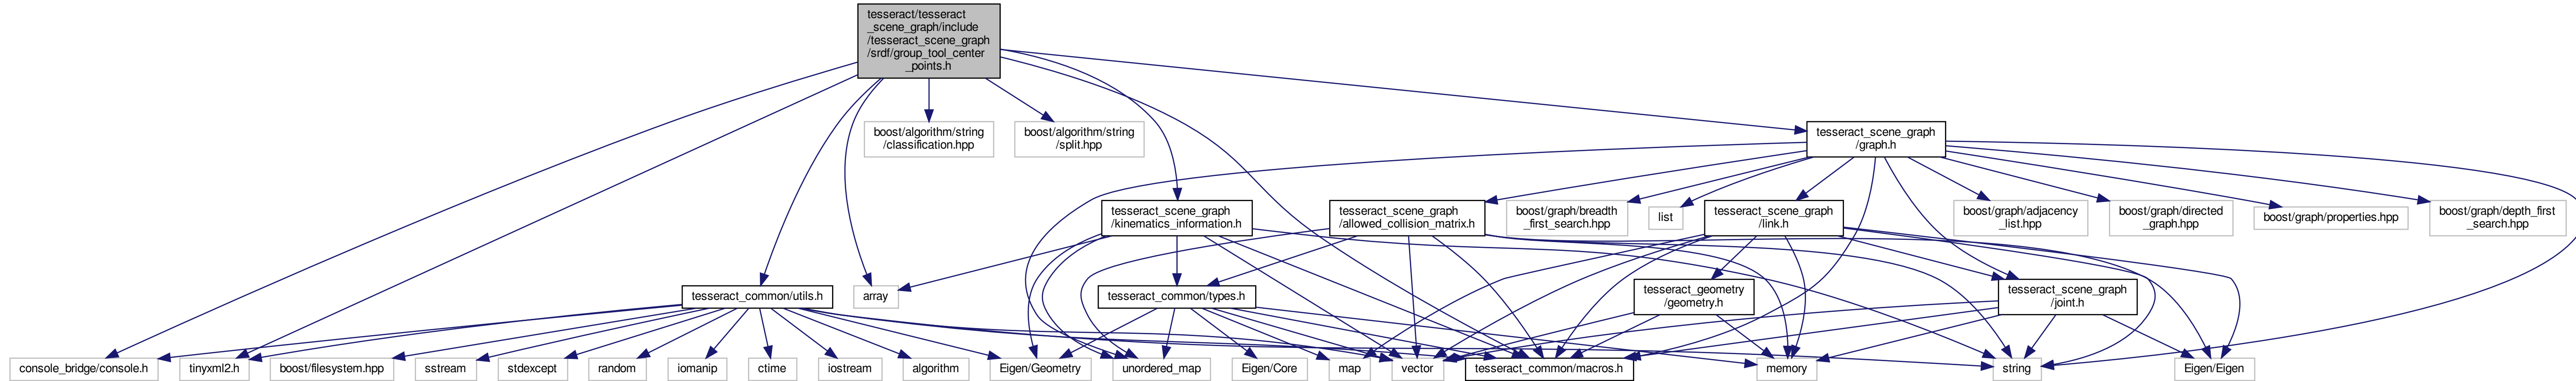 tesseract/tesseract
_scene_graph/include
/tesseract_scene_graph
/srdf/group_tool_center
_points.h
boost/algorithm/string
/classification.hpp
boost/algorithm/string
/split.hpp
tesseract_scene_graph
/graph.h
tesseract_scene_graph
/kinematics_information.h
tesseract_scene_graph
/allowed_collision_matrix.h
boost/graph/breadth
_first_search.hpp
list
tesseract_scene_graph
/link.h
boost/graph/adjacency
_list.hpp
boost/graph/directed
_graph.hpp
boost/graph/properties.hpp
boost/graph/depth_first
_search.hpp
tesseract_common/utils.h
array
tesseract_common/types.h
tesseract_geometry
/geometry.h
tesseract_scene_graph
/joint.h
console_bridge/console.h
tinyxml2.h
boost/filesystem.hpp
sstream
stdexcept
random
iomanip
ctime
iostream
algorithm
Eigen/Geometry
unordered_map
Eigen/Core
map
vector
tesseract_common/macros.h
memory
string
Eigen/Eigen